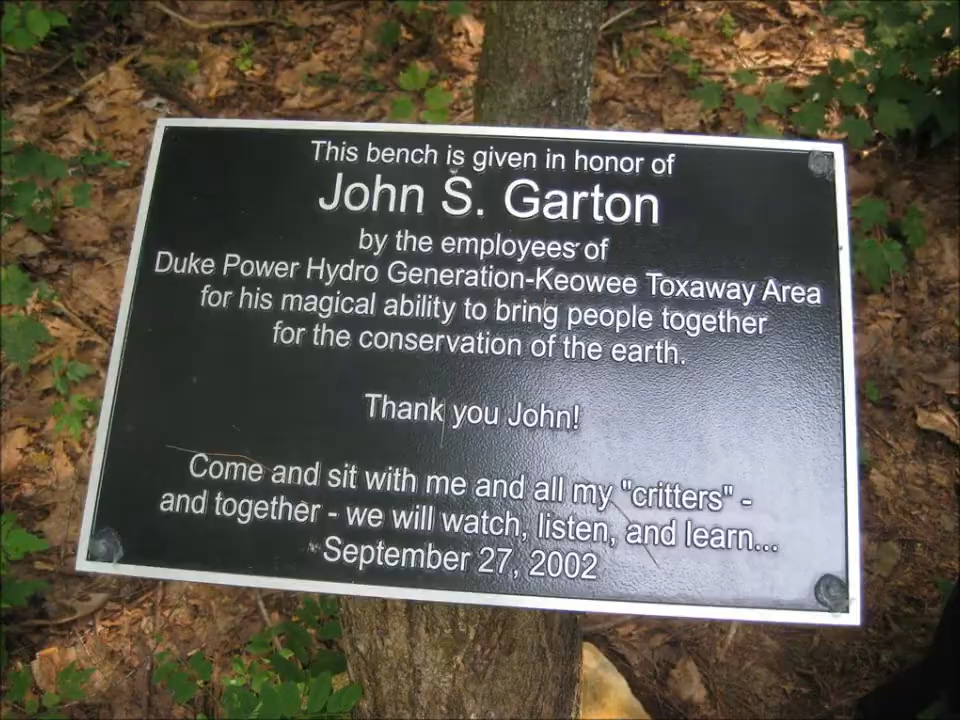 This bench is given in honor of
John S. Garton
by the employees of
Duke Power Hydro Generation-Keowee Toxaway Area
for his magical ability to bring people together
for the conservation of the earth.
Thank you John!
Come and sit with me and all my "critters" -
and together - we will watch, listen, and learn...
September 27, 2002